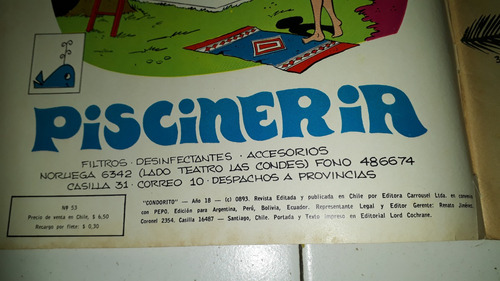 PISCINERIA
FILTROS · DESINFECTANTES · ACCESORIOS
NORUEGA 6342 (LADO TEATRO LAS CONDES) FONO 486674
CASILLA 31 · CORREO 10 · DESPACHOS A PROVINCIAS
Nº 53
Precio de venta en Chile, $ 6,50
Recargo por flete: $ 0,30
"CONDORITO" — Año 18 — (c) 0893. Revista Editada y publicada en Chile por Editora Carrousel Ltda. en convenio
con PEPO. Edición para Argentina, Perú, Bolivia, Ecuador. Representante Legal y Editor Gerente: Renato Jiménez.
Coronel 2354. Casilla 16487 — Santiago, Chile. Portada y Texto impreso en Editorial Lord Cochrane.